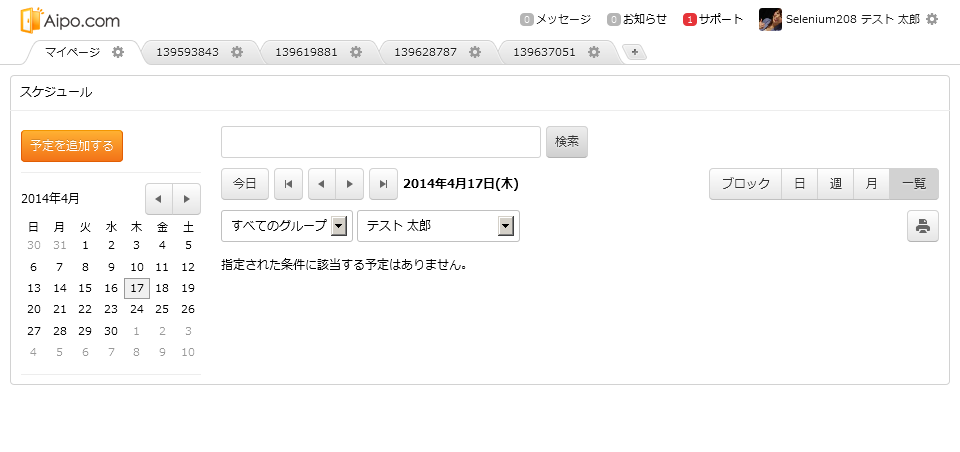 Aipo.com 0 メッセージ 0 お知らせ 1 サポート Selenium208 テスト 太郎
マイページ 139593843 139619881 139628787 139637051 +
スケジュール
予定を追加する 検索
今日 2014年4月17日(木) ブロック 日 週 月 一覧
2014年4月
すべてのグループ テスト 太郎
日 月 火 水 木 金 土
30 31 1 2 3 4 5
指定された条件に該当する予定はありません。
6 7 8 9 10 11 12
13 14 15 16 17 18 19
20 21 22 23 24 25 26
27 28 29 30 1 2 3
4 5 6 7 8 9 10